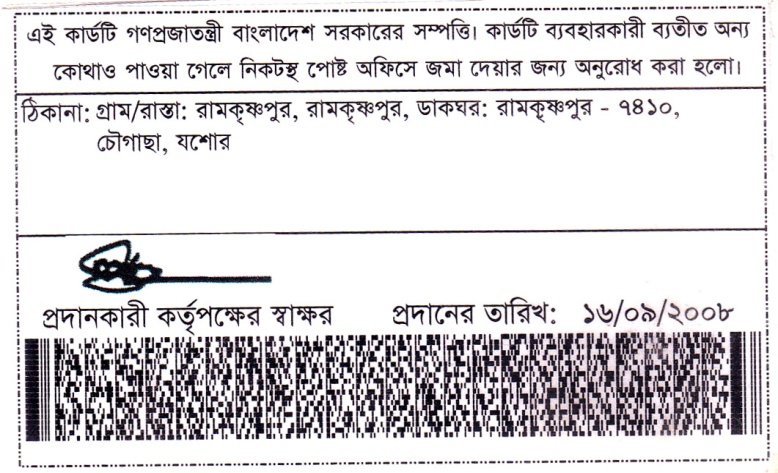 এই কার্ডটি গণপ্রজাতন্ত্রী বাংলাদেশ সরকারের সম্পত্তি। কার্ডটি ব্যবহারকারী ব্যতীত অন্য
কোথাও পাওয়া গেলে নিকটস্থ পোষ্ট অফিসে জমা দেয়ার জন্য অনুরোধ করা হলো।
ঠিকানা: গ্রাম/রাস্তা: রামকৃষ্ণপুর, রামকৃষ্ণপুর, ডাকঘর: রামকৃষ্ণপুর - ৭৪১০,
চৌগাছা, যশোর
প্রদানকারী কর্তৃপক্ষের স্বাক্ষর প্রদানের তারিখ: ১৬/০৯/২০০৮